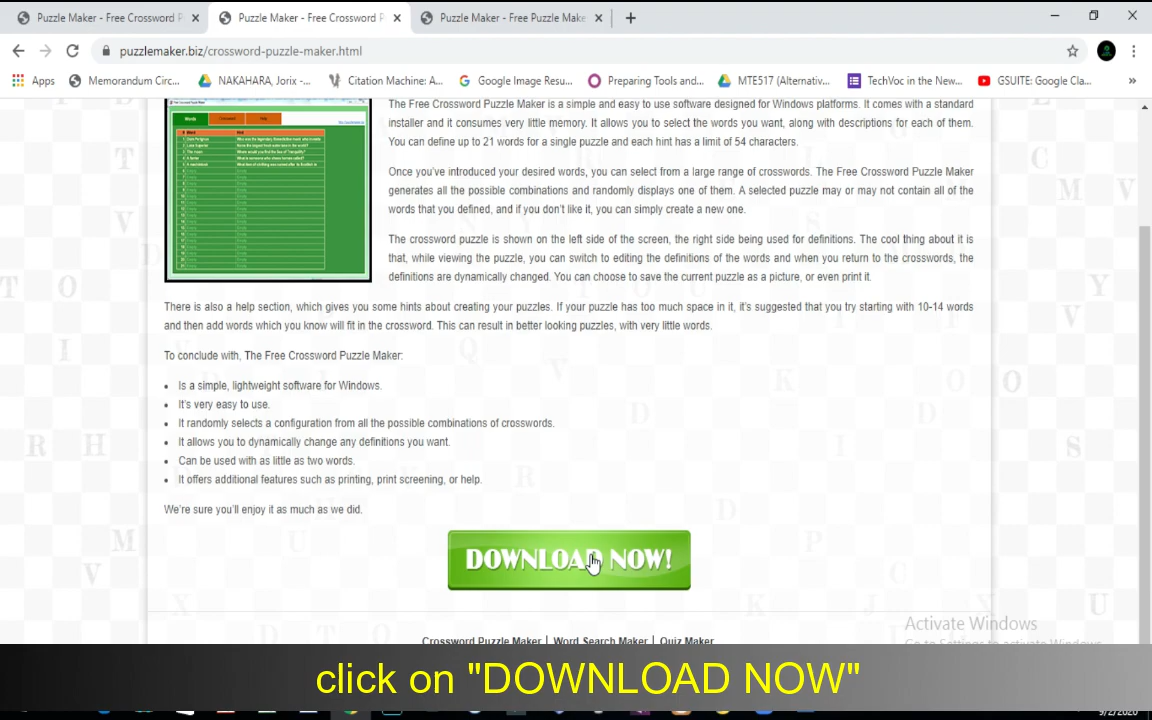 Puzzle Maker - Free Crossword P
Puzzle Maker - Free Crossword P
Puzzle Maker - Free Puzzle Make
puzzlemaker.biz/crossword-puzzle-maker.html
Apps
Memorandum Circ...
NAKAHARA, Jorix -...
Citation Machine: A...
Google Image Resu...
Preparing Tools and...
MTE517 (Alternativ...
TechVoc in the New...
GSUITE: Google Cla...
Words
Crossword
Help
The Free Crossword Puzzle Maker is a simple and easy to use software designed for Windows platforms. It comes with a standard
installer and it consumes very little memory. It allows you to select the words you want, along with descriptions for each of them.
You can define up to 21 words for a single puzzle and each hint has a limit of 54 characters.
Once you've introduced your desired words, you can select from a large range of crosswords. The Free Crossword Puzzle Maker
generates all the possible combinations and randomly displays one of them. A selected puzzle may or may not contain all of the
words that you defined, and if you don't like it, you can simply create a new one.
The crossword puzzle is shown on the left side of the screen, the right side being used for definitions. The cool thing about it is
that, while viewing the puzzle, you can switch to editing the definitions of the words and when you return to the crosswords, the
definitions are dynamically changed. You can choose to save the current puzzle as a picture, or even print it.
There is also a help section, which gives you some hints about creating your puzzles. If your puzzle has too much space in it, it's suggested that you try starting with 10-14 words
and then add words which you know will fit in the crossword. This can result in better looking puzzles, with very little words.
To conclude with, The Free Crossword Puzzle Maker:
Is a simple, lightweight software for Windows.
It's very easy to use.
It randomly selects a configuration from all the possible combinations of crosswords.
It allows you to dynamically change any definitions you want.
Can be used with as little as two words.
It offers additional features such as printing, print screening, or help.
We're sure you'll enjoy it as much as we did.
DOWNLOAD NOW!
Crossword Puzzle Maker | Word Search Maker | Quiz Maker
Activate Windows
Go to Settings to activate Windows
click on "DOWNLOAD NOW"
9/2/2020